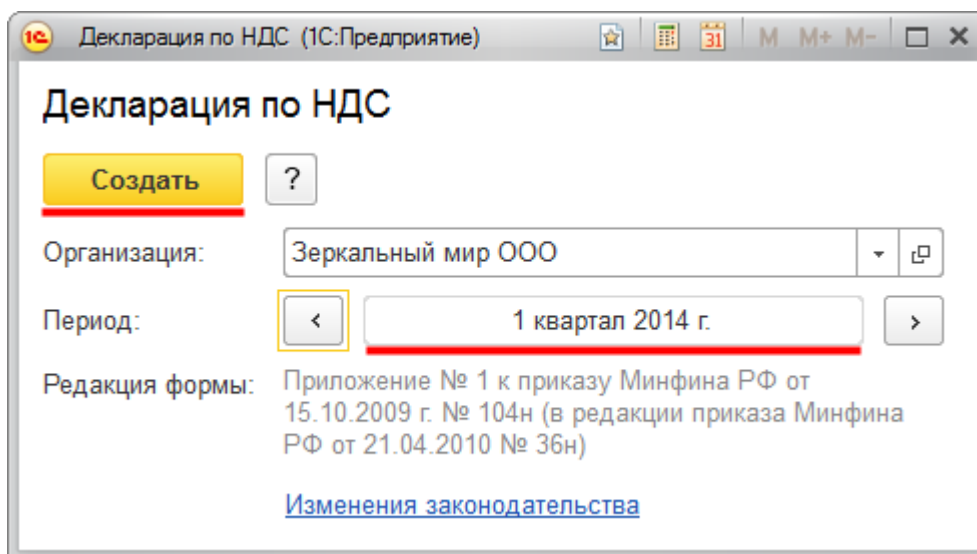 1С Декларация по НДС (1С:Предприятие) 31 M M+ M-
Декларация по НДС
Создать ?
Организация: Зеркальный мир ООО
Период: < 1 квартал 2014 г. >
Редакция формы: Приложение № 1 к приказу Минфина РФ от
15.10.2009 г. № 104н (в редакции приказа Минфина
РФ от 21.04.2010 № 36н)
Изменения законодательства